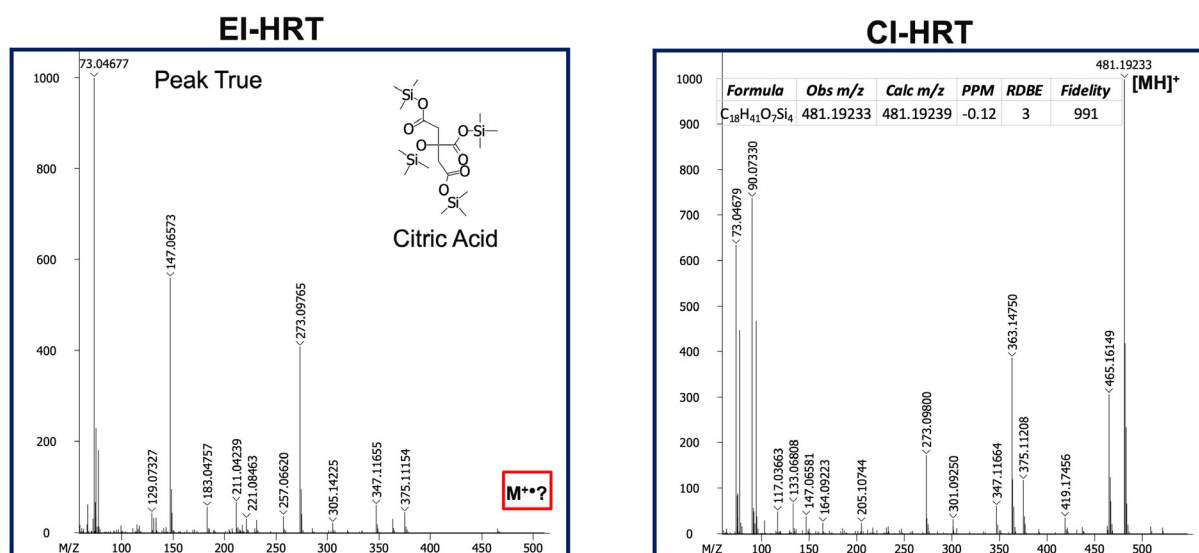 EI-HRT
73.04677
Peak True
1000
800
600
400
200
0
147.06573
273.09765
129.07327
183.04757
211.04239
221.08463
257.06620
305.14225
347.11655
375.11154
Si
O
O
O
Si
O
O
Si
O
O
Si
Citric Acid
M⁺•?
M/Z
100
150
200
250
300
350
400
450
500
CI-HRT
481.19233
[MH]⁺
Formula Obs m/z Calc m/z PPM RDBE Fidelity
C₁₈H₄₁O₇Si₄ 481.19233 481.19239 -0.12 3 991
1000
900
800
700
600
500
400
300
200
100
0
73.04679
90.07330
117.03663
133.06808
147.06581
164.09223
205.10744
273.09800
301.09250
347.11664
363.14750
375.11208
419.17456
465.16149
M/Z
100
150
200
250
300
350
400
450
500